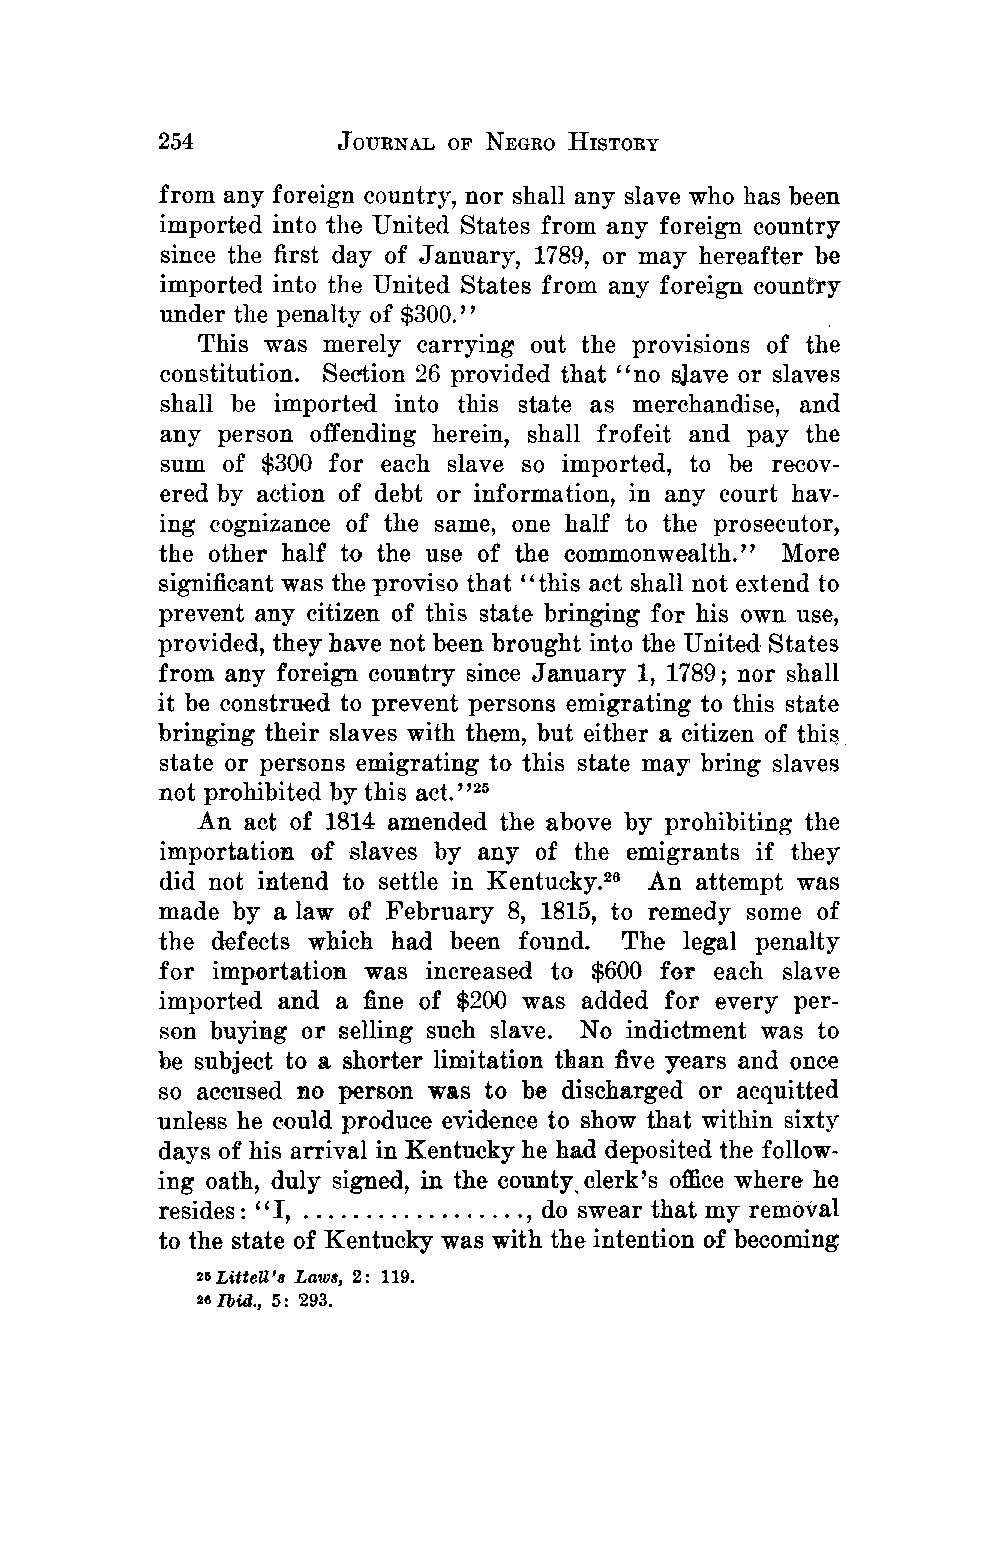 254 JOURNAL OF NEGRO HISTORY
from any foreign country, nor shall any slave who has been
imported into the United States from any foreign country
since the first day of January, 1789, or may hereafter be
imported into the United States from any foreign country
under the penalty of $300.''
This was merely carrying out the provisions of the
constitution. Section 26 provided that ''no slave or slaves
shall be imported into this state as merchandise, and
any person offending herein, shall frofeit and pay the
sum of $300 for each slave so imported, to be recov-
ered by action of debt or information, in any court hav-
ing cognizance of the same, one half to the prosecutor,
the other half to the use of the commonwealth.'' More
significant was the proviso that ''this act shall not extend to
prevent any citizen of this state bringing for his own use,
provided, they have not been brought into the United States
from any foreign country since January 1, 1789; nor shall
it be construed to prevent persons emigrating to this state
bringing their slaves with them, but either a citizen of this
state or persons emigrating to this state may bring slaves
not prohibited by this act.''25
An act of 1814 amended the above by prohibiting the
importation of slaves by any of the emigrants if they
did not intend to settle in Kentucky.26 An attempt was
made by a law of February 8, 1815, to remedy some of
the defects which had been found. The legal penalty
for importation was increased to $600 for each slave
imported and a fine of $200 was added for every per-
son buying or selling such slave. No indictment was to
be subject to a shorter limitation than five years and once
so accused no person was to be discharged or acquitted
unless he could produce evidence to show that within sixty
days of his arrival in Kentucky he had deposited the follow-
ing oath, duly signed, in the county clerk's office where he
resides: ''I, .................., do swear that my removal
to the state of Kentucky was with the intention of becoming
25 Littell's Laws, 2: 119.
26 Ibid., 5: 293.